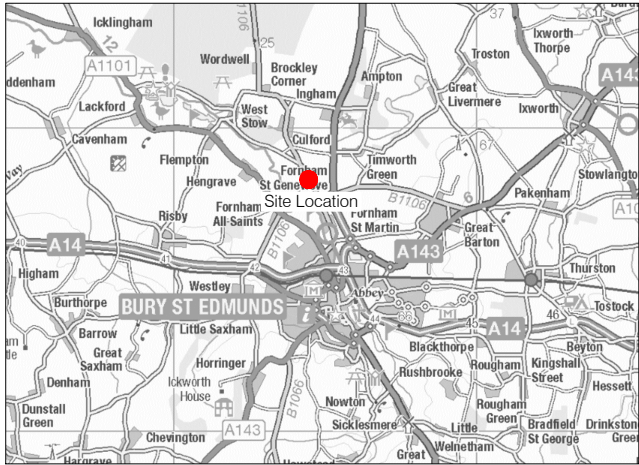 Icklingham
B1106
37
Ixworth
Thorpe
12
25
Wordwell
Brockley
Corner
Ingham
Troston
A1101
Ampton
A143
Great
Livermere
Ixworth
Lackford
West
Stow
Culford
Cavenham
67
Flempton
Hengrave
Fornham
St Genevieve
Timworth
Green
Site Location
B1106
6
Pakenham
Risby
Fornham
All Saints
Fornham
St Martin
Great
Barton
A143
40
A14
41
B1106
42
43
Higham
Westley
Abbey
Thurston
Burthorpe
BURY ST EDMUNDS
i
Tostock
Barrow
Little Saxham
44
45
A14
46
Great
Saxham
Blackthorpe
Beyton
Horringer
Rushbrooke
Rougham
Kingshall
Street
Denham
Ickworth
House
B1066
Hessett
Dunstall
Green
Nowton
Rougham
Green
Sicklesmere
Little
Welnetham
Bradfield
St George
A143
Chevington
Great